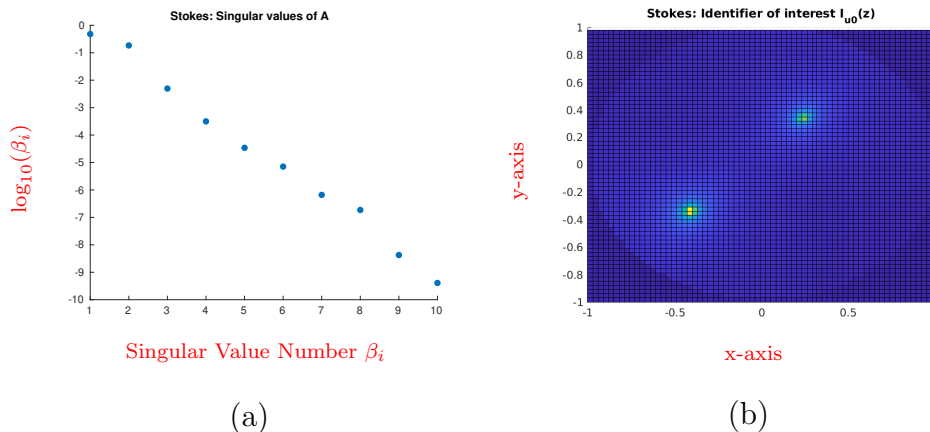 Stokes: Singular values of A
0
-1
-2
-3
-4
-5
-6
-7
-8
-9
-10
1 2 3 4 5 6 7 8 9 10
log10(βi)
Singular Value Number βi
(a)
Stokes: Identifier of interest Iu0(z)
1
0.8
0.6
0.4
0.2
0
-0.2
-0.4
-0.6
-0.8
-1
-1 -0.5 0 0.5
y-axis
x-axis
(b)